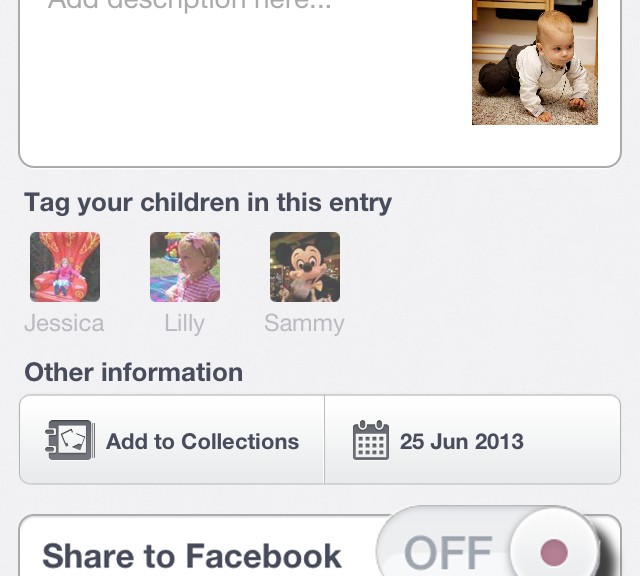 Add description here...
Tag your children in this entry
Jessica
Lilly
Sammy
Other information
Add to Collections
25 Jun 2013
Share to Facebook
OFF